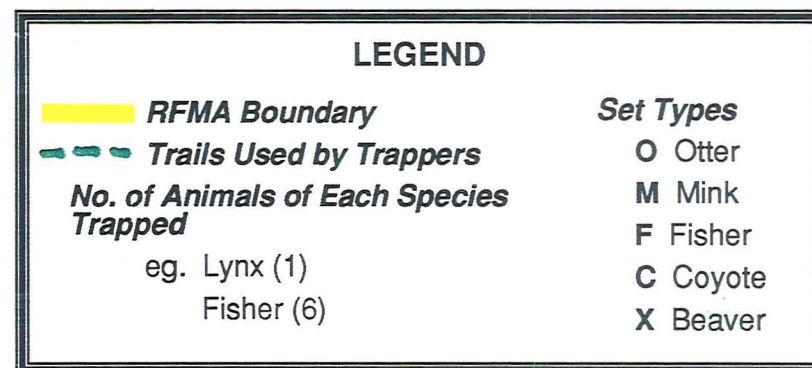 LEGEND
RFMA Boundary
Trails Used by Trappers
No. of Animals of Each Species
Trapped
eg. Lynx (1)
Fisher (6)
Set Types
O Otter
M Mink
F Fisher
C Coyote
X Beaver